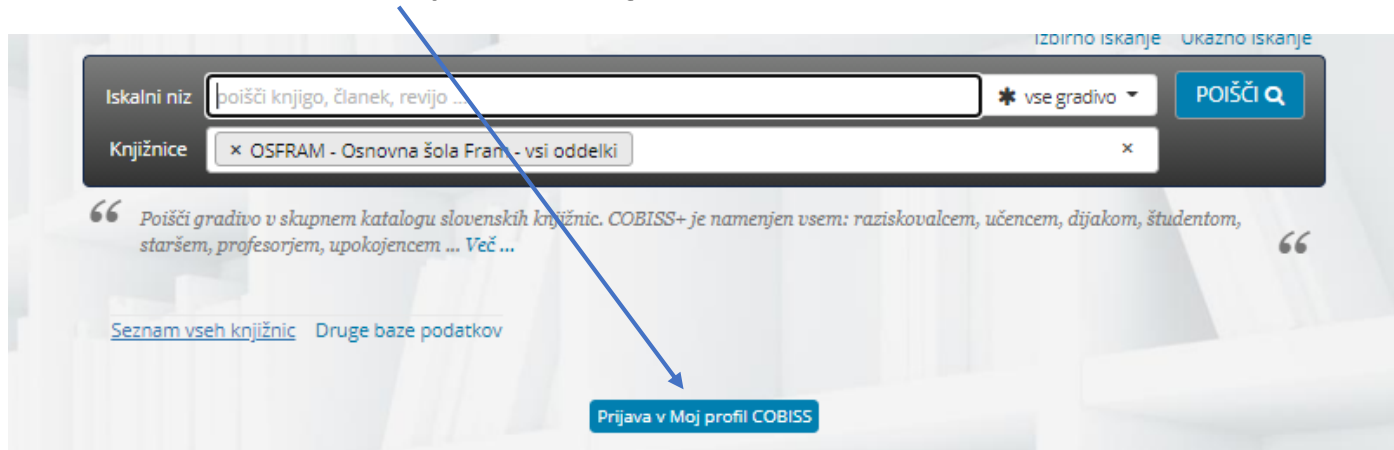 Izbirno iskanje Ukazno iskanje
Iskalni niz poišči knjigo, članek, revijo ... vse gradivo POIŠČI
Knjižnice × OSFRAM - Osnovna šola Fram - vsi oddelki ×
Poišči gradivo v skupnem katalogu slovenskih knjižnic. COBISS+ je namenjen vsem: raziskovalcem, učencem, dijakom, študentom,
staršem, profesorjem, upokojencem ... Več ...
Seznam vseh knjižnic Druge baze podatkov
Prijava v Moj profil COBISS